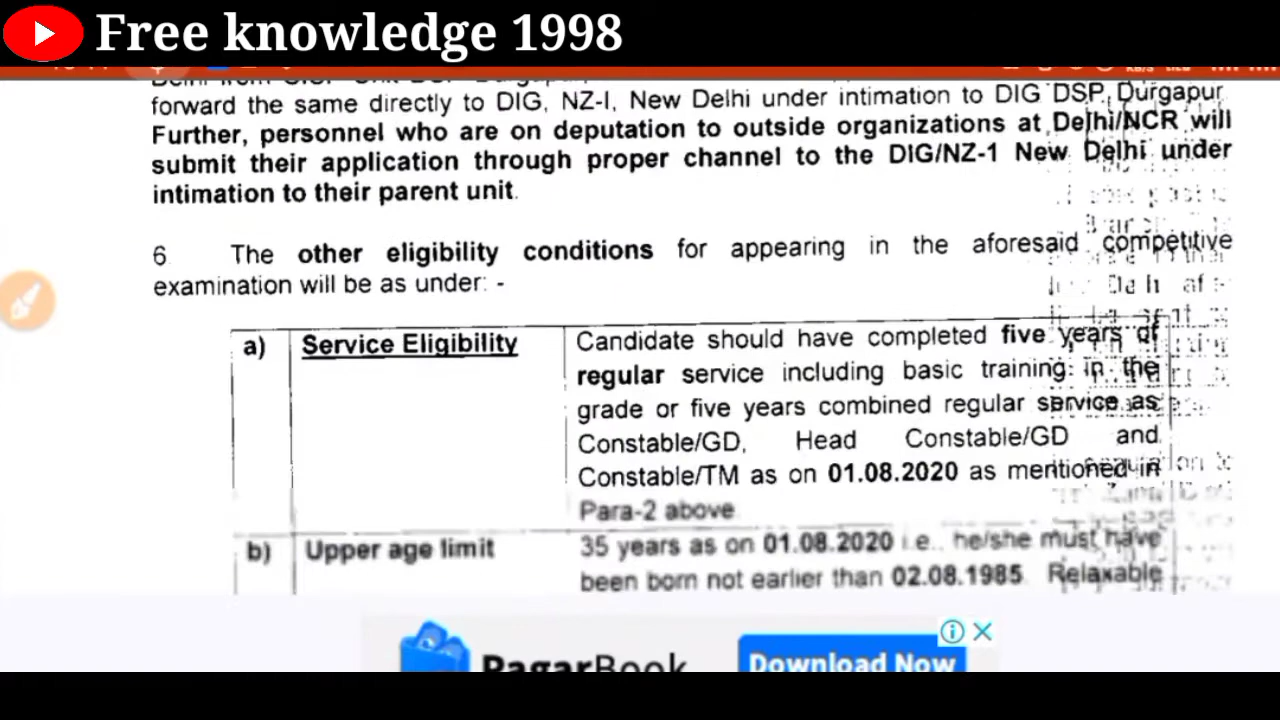 Free knowledge 1998
forward the same directly to DIG, NZ-I, New Delhi under intimation to DIG DSP, Durgapur
Further, personnel who are on deputation to outside organizations at Delhi/NCR will
submit their application through proper channel to the DIG/NZ-1 New Delhi under
intimation to their parent unit.
6 The other eligibility conditions for appearing in the aforesaid competitive
examination will be as under: -
a) Service Eligibility Candidate should have completed five years of
regular service including basic training in the
grade or five years combined regular service as
Constable/GD, Head Constable/GD and
Constable/TM as on 01.08.2020 as mentioned in
Para-2 above
b) Upper age limit 35 years as on 01.08.2020 i.e., he/she must have
been born not earlier than 02.08.1985. Relaxable
PagarBook
Download Now